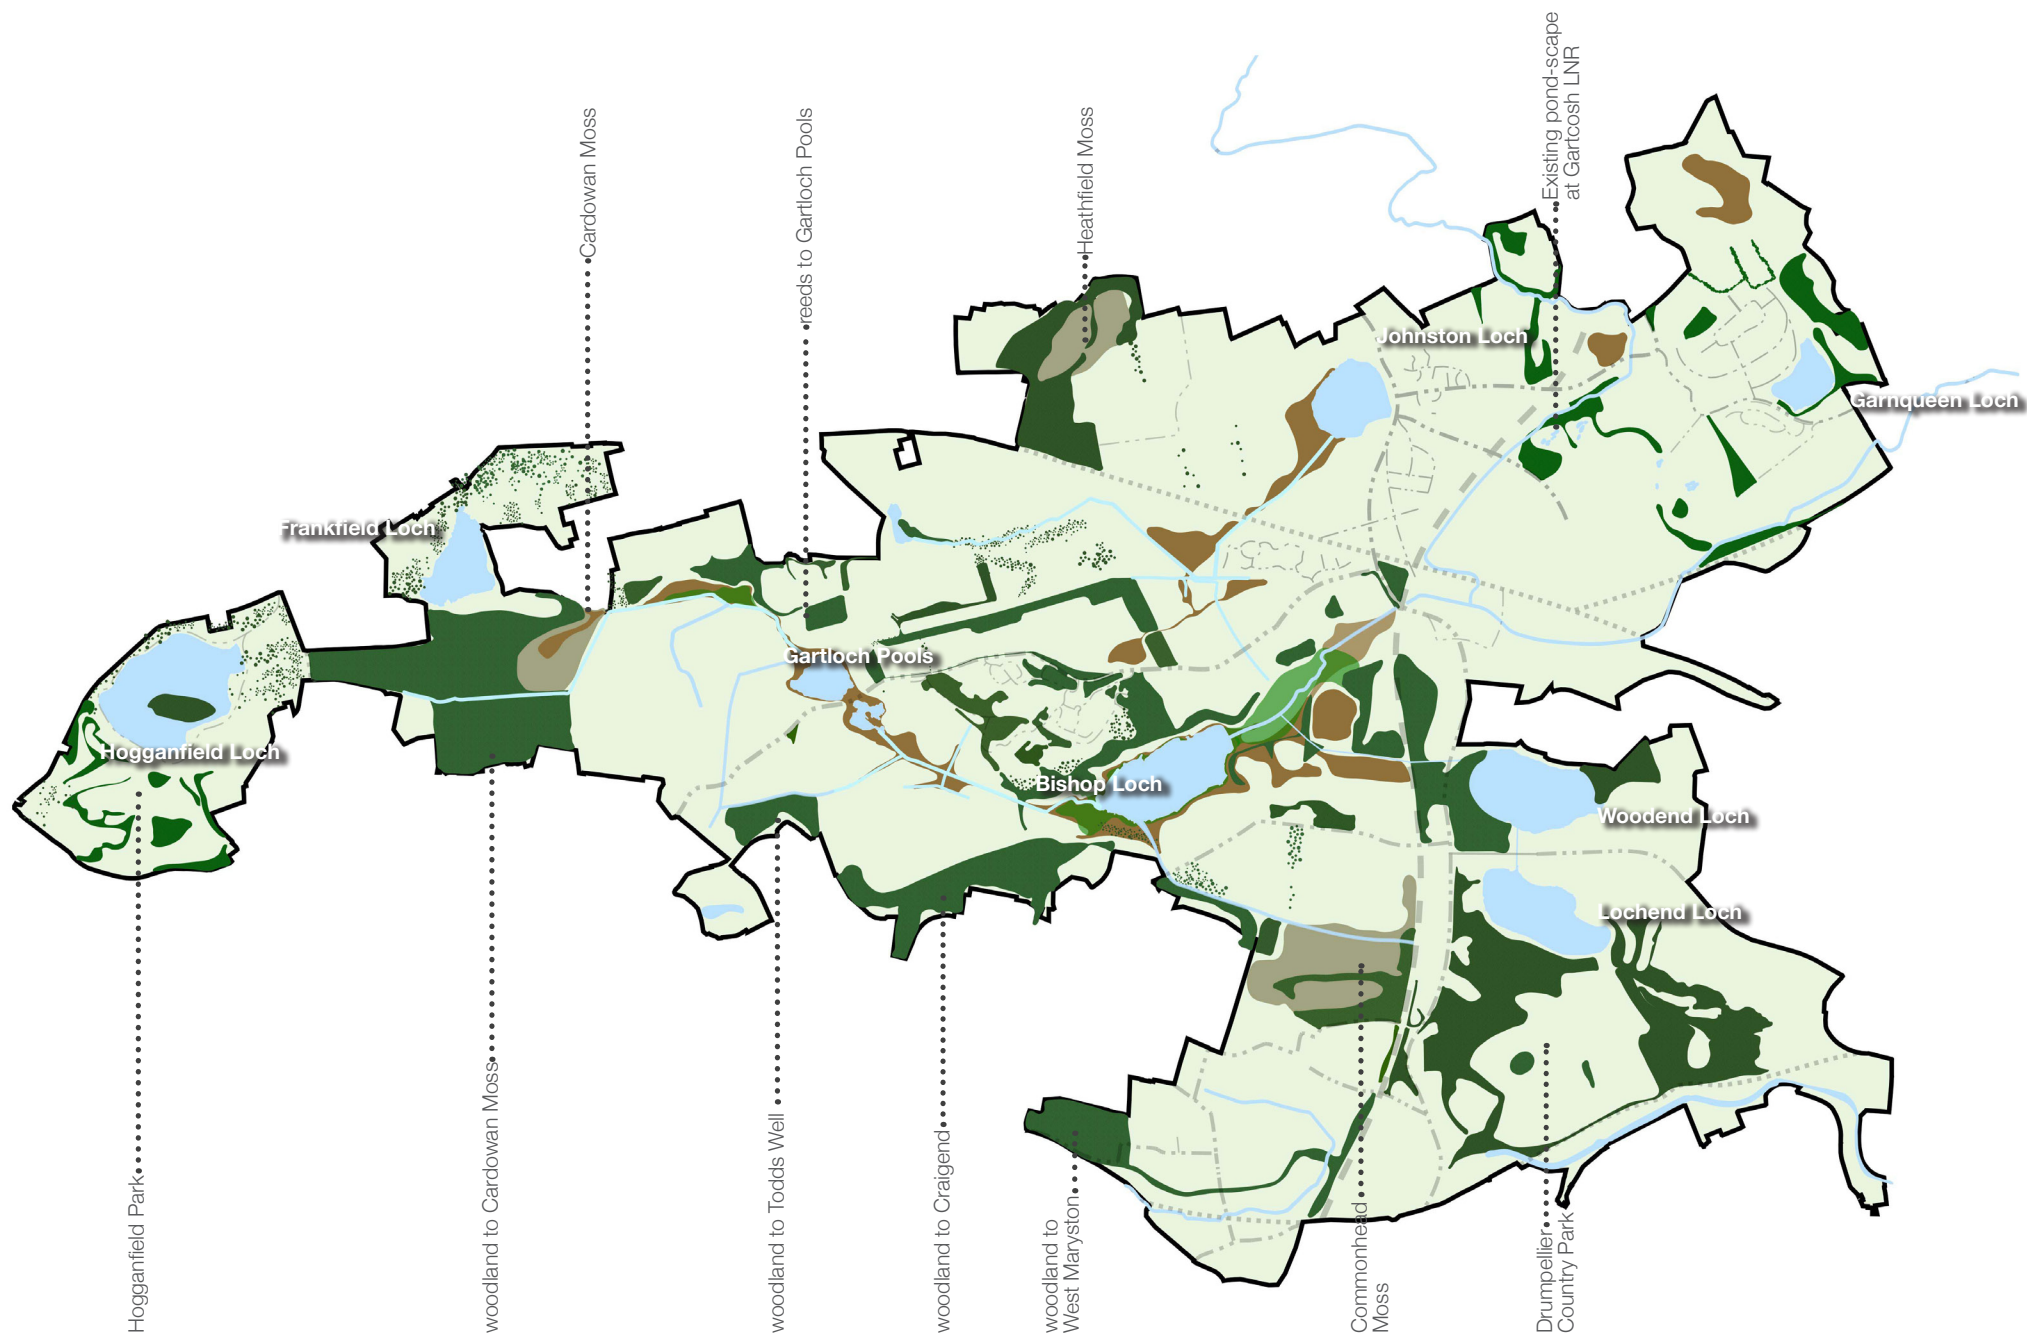 Existing pond-scape
at Gartcosh LNR
Cardowan Moss
reeds to Gartloch Pools
Heathfield Moss
Johnston Loch
Garnqueen Loch
Frankfield Loch
Gartloch Pools
Hogganfield Loch
Bishop Loch
Woodend Loch
Lochend Loch
Hogganfield Park
woodland to Cardowan Moss
woodland to Todds Well
woodland to Craigend
woodland to
West Maryston
Commonhead
Moss
Drumpellier
Country Park